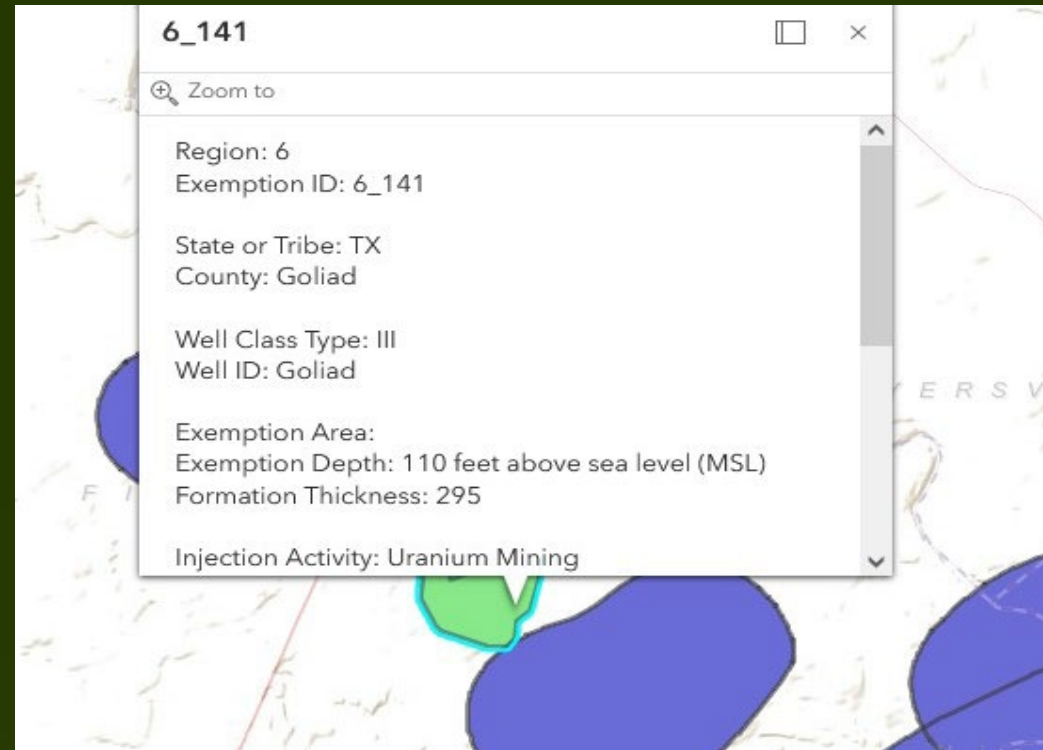 6_141
Zoom to
Region: 6
Exemption ID: 6_141
State or Tribe: TX
County: Goliad
Well Class Type: III
Well ID: Goliad
Exemption Area:
Exemption Depth: 110 feet above sea level (MSL)
Formation Thickness: 295
Injection Activity: Uranium Mining